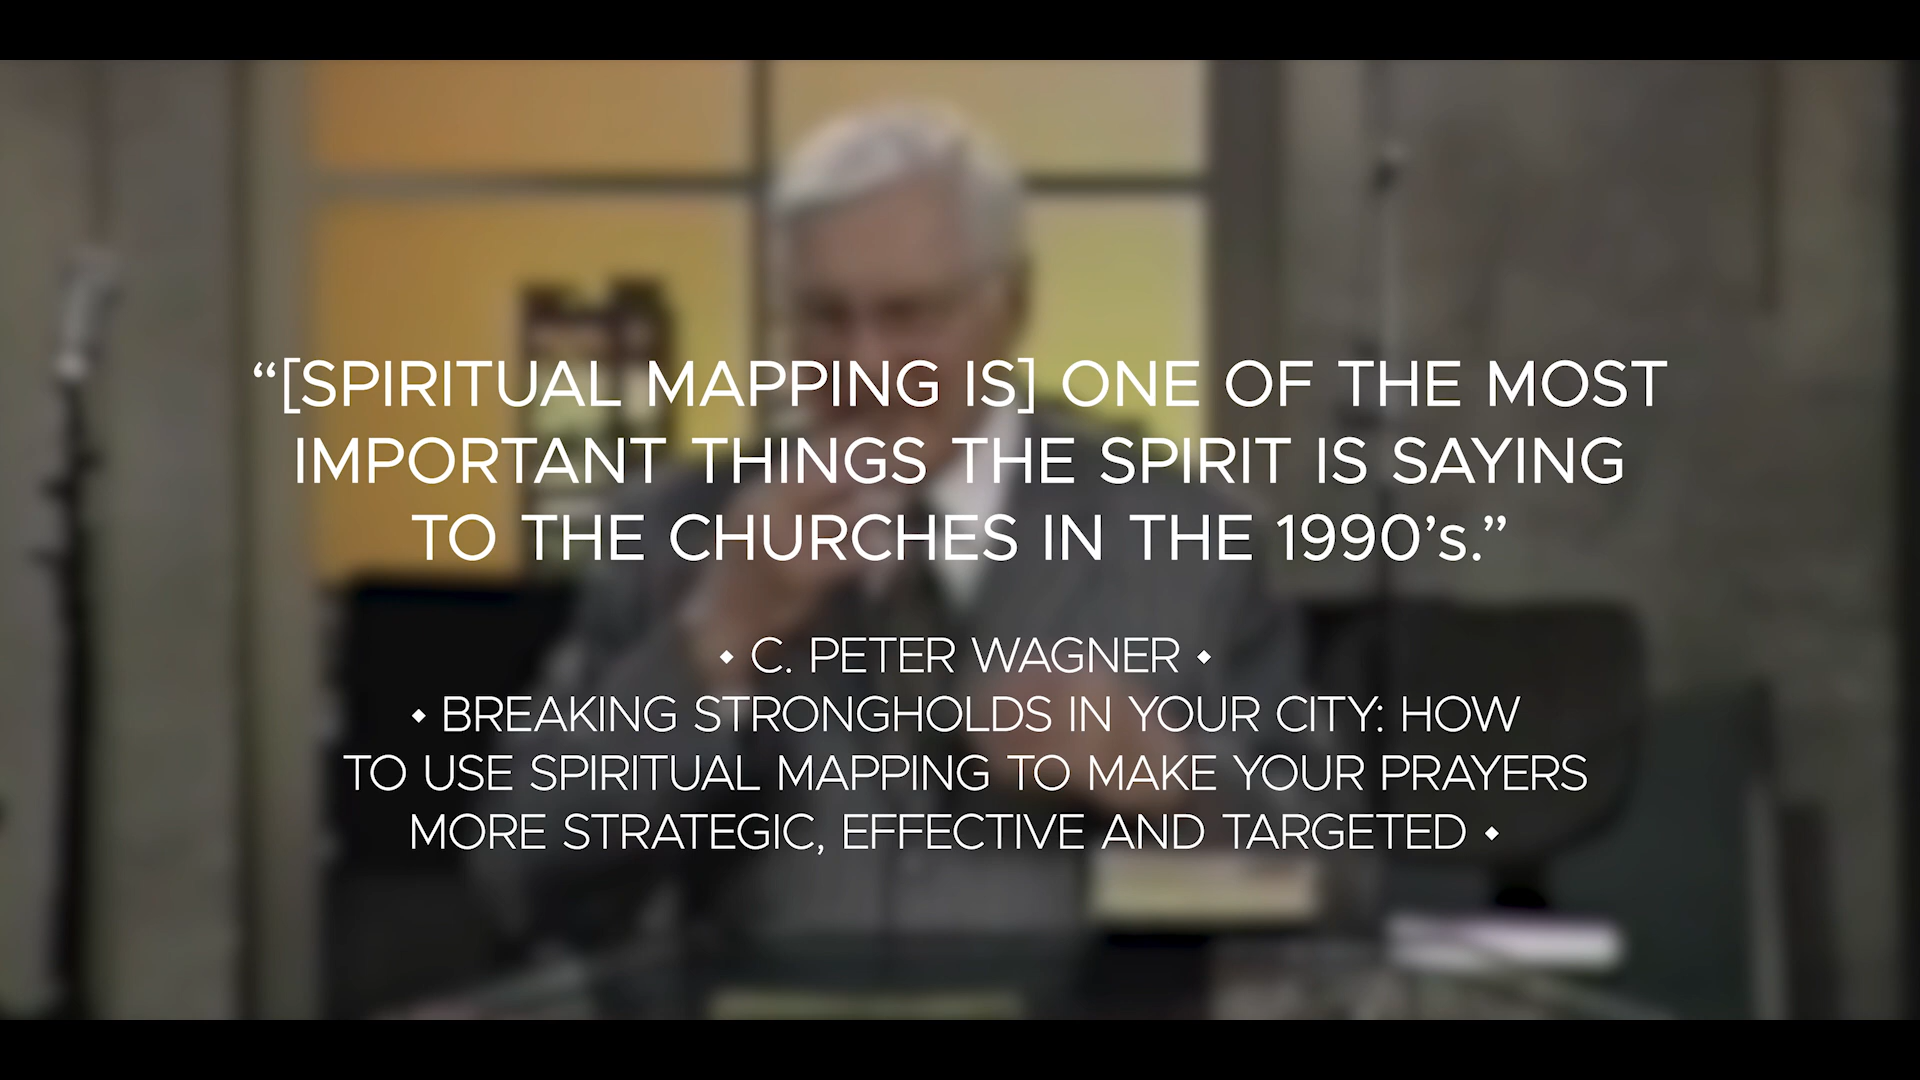 “[SPIRITUAL MAPPING IS] ONE OF THE MOST
IMPORTANT THINGS THE SPIRIT IS SAYING
TO THE CHURCHES IN THE 1990’s.”
• C. PETER WAGNER •
• BREAKING STRONGHOLDS IN YOUR CITY: HOW
TO USE SPIRITUAL MAPPING TO MAKE YOUR PRAYERS
MORE STRATEGIC, EFFECTIVE AND TARGETED •